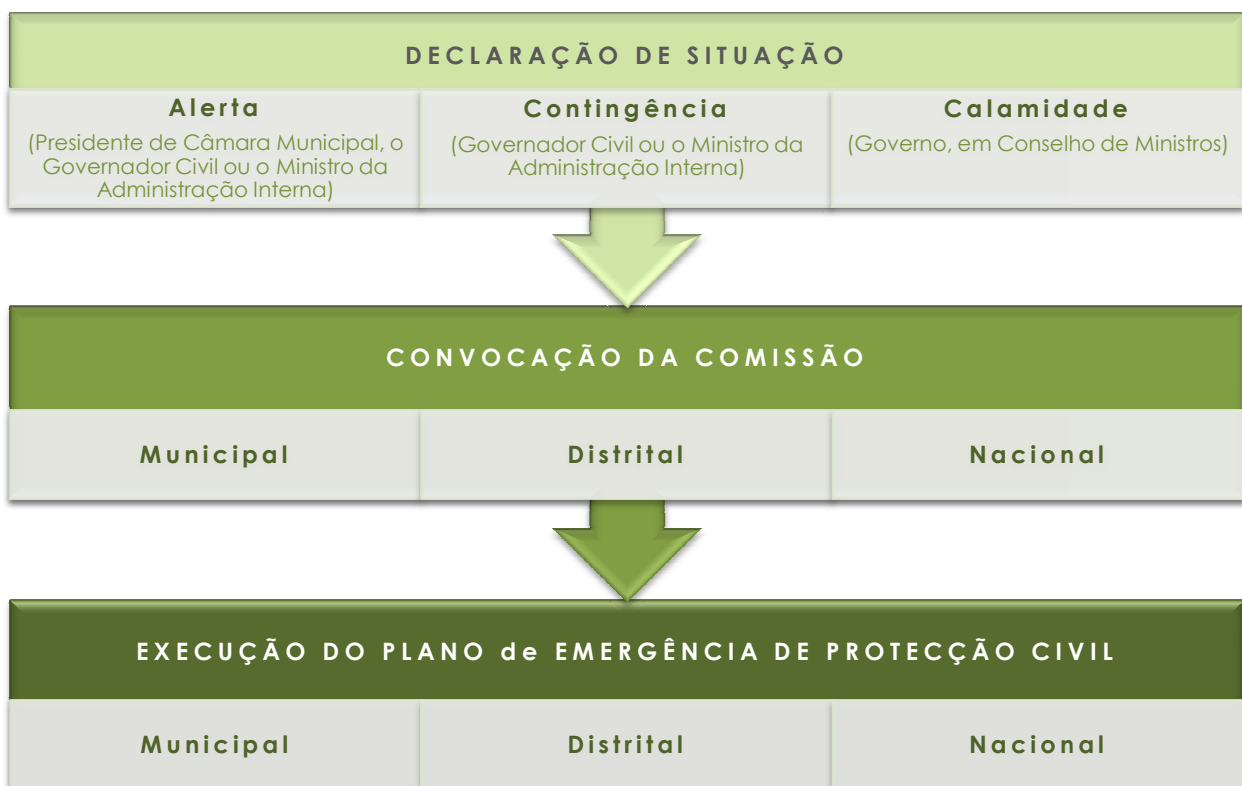 DECLARAÇÃO DE SITUAÇÃO
Alerta
(Presidente de Câmara Municipal, o
Governador Civil ou o Ministro da
Administração Interna)
Contingência
(Governador Civil ou o Ministro da
Administração Interna)
Calamidade
(Governo, em Conselho de Ministros)
CONVOCAÇÃO DA COMISSÃO
Municipal
Distrital
Nacional
EXECUÇÃO DO PLANO de EMERGÊNCIA DE PROTECÇÃO CIVIL
Municipal
Distrital
Nacional